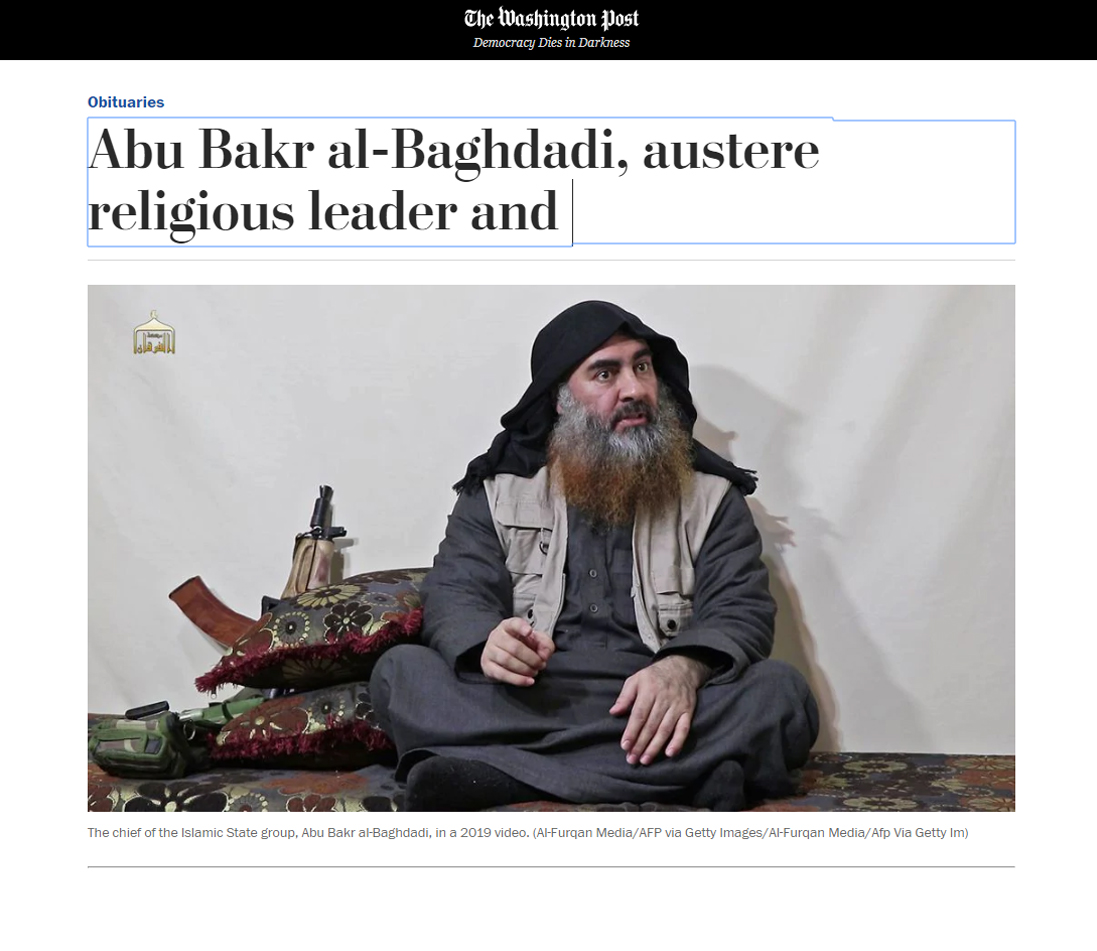 The Washington Post
Democracy Dies in Darkness
Obituaries
Abu Bakr al-Baghdadi, austere
religious leader and
The chief of the Islamic State group, Abu Bakr al-Baghdadi, in a 2019 video. (Al-Furqan Media/AFP via Getty Images/Al-Furqan Media/Afp Via Getty Im)